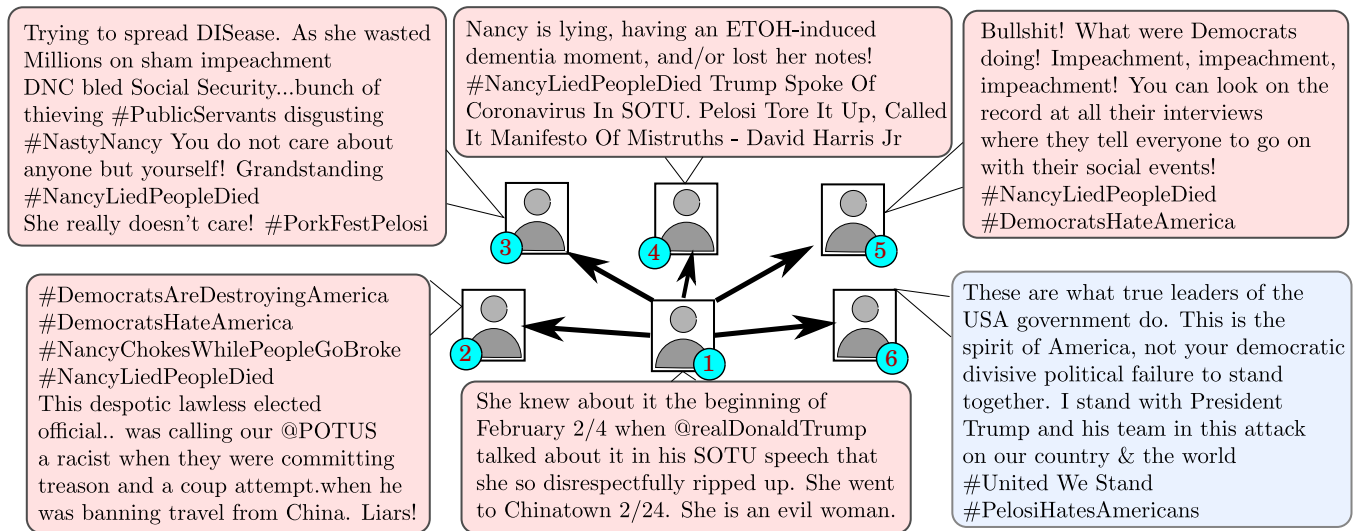 Trying to spread DISease. As she wasted
Millions on sham impeachment
DNC bled Social Security...bunch of
thieving #PublicServants disgusting
#NastyNancy You do not care about
anyone but yourself! Grandstanding
#NancyLiedPeopleDied
She really doesn't care! #PorkFestPelosi
Nancy is lying, having an ETOH-induced
dementia moment, and/or lost her notes!
#NancyLiedPeopleDied Trump Spoke Of
Coronavirus In SOTU. Pelosi Tore It Up, Called
It Manifesto Of Mistruths - David Harris Jr
Bullshit! What were Democrats
doing! Impeachment, impeachment,
impeachment! You can look on the
record at all their interviews
where they tell everyone to go on
with their social events!
#NancyLiedPeopleDied
#DemocratsHateAmerica
3
4
5
#DemocratsAreDestroyingAmerica
#DemocratsHateAmerica
#NancyChokesWhilePeopleGoBroke
#NancyLiedPeopleDied
This despotic lawless elected
official.. was calling our @POTUS
a racist when they were committing
treason and a coup attempt.when he
was banning travel from China. Liars!
2
1
6
She knew about it the beginning of
February 2/4 when @realDonaldTrump
talked about it in his SOTU speech that
she so disrespectfully ripped up. She went
to Chinatown 2/24. She is an evil woman.
These are what true leaders of the
USA government do. This is the
spirit of America, not your democratic
divisive political failure to stand
together. I stand with President
Trump and his team in this attack
on our country & the world
#United We Stand
#PelosiHatesAmericans